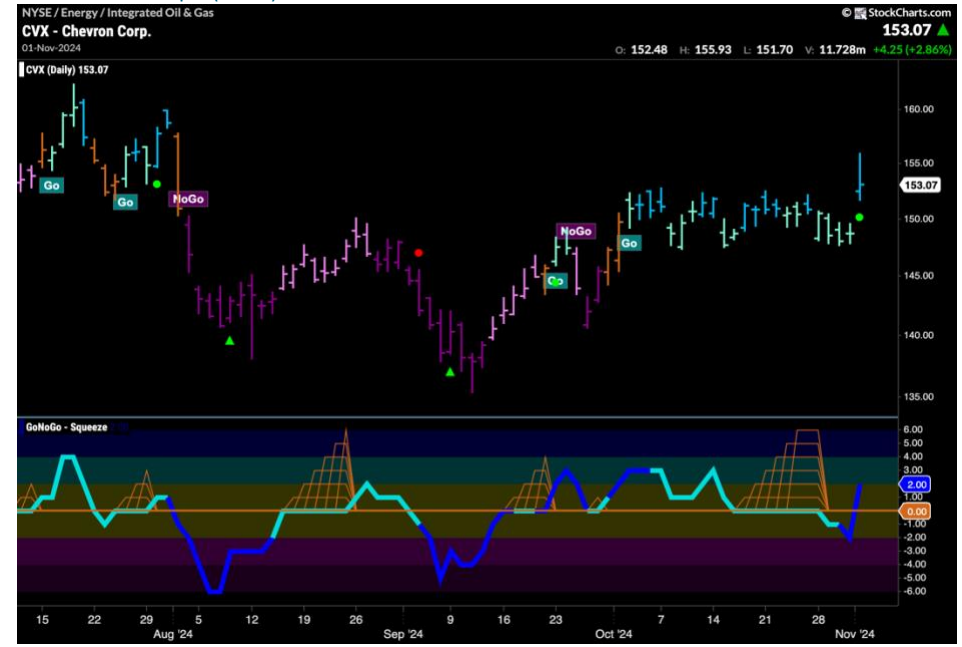 NYSE / Energy / Integrated Oil & Gas
© StockCharts.com
CVX - Chevron Corp.
153.07
01-Nov-2024
O: 152.48 H: 155.93 L: 151.70 V: 11.728m +4.25 (+2.86%)
CVX (Daily) 153.07
160.00
155.00
153.07
150.00
145.00
140.00
135.00
Go
Go
NoGo
NoGo
Go
Go
GoNoGo - Squeeze
6.00
5.00
4.00
3.00
2.00
1.00
0.00
-1.00
-2.00
-3.00
-4.00
-5.00
-6.00
15 22 29 5 12 19 26 9 16 23 7 14 21 28
Aug '24 Sep '24 Oct '24 Nov '24